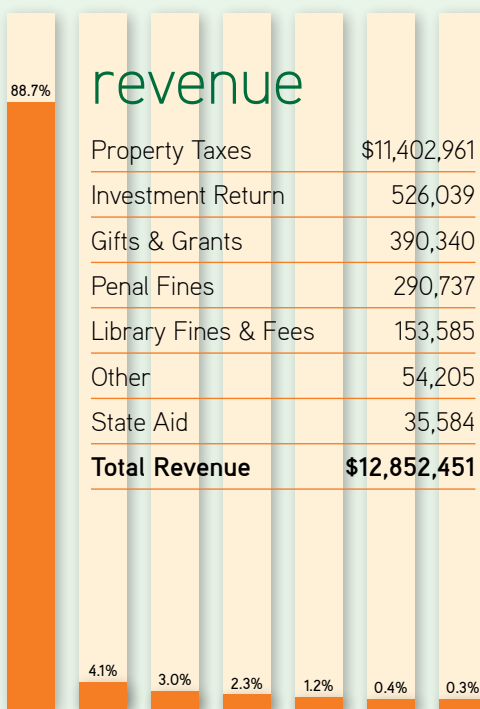 88.7%
revenue
Property Taxes $11,402,961
Investment Return 526,039
Gifts & Grants 390,340
Penal Fines 290,737
Library Fines & Fees 153,585
Other 54,205
State Aid 35,584
Total Revenue $12,852,451
4.1% 3.0% 2.3% 1.2% 0.4% 0.3%